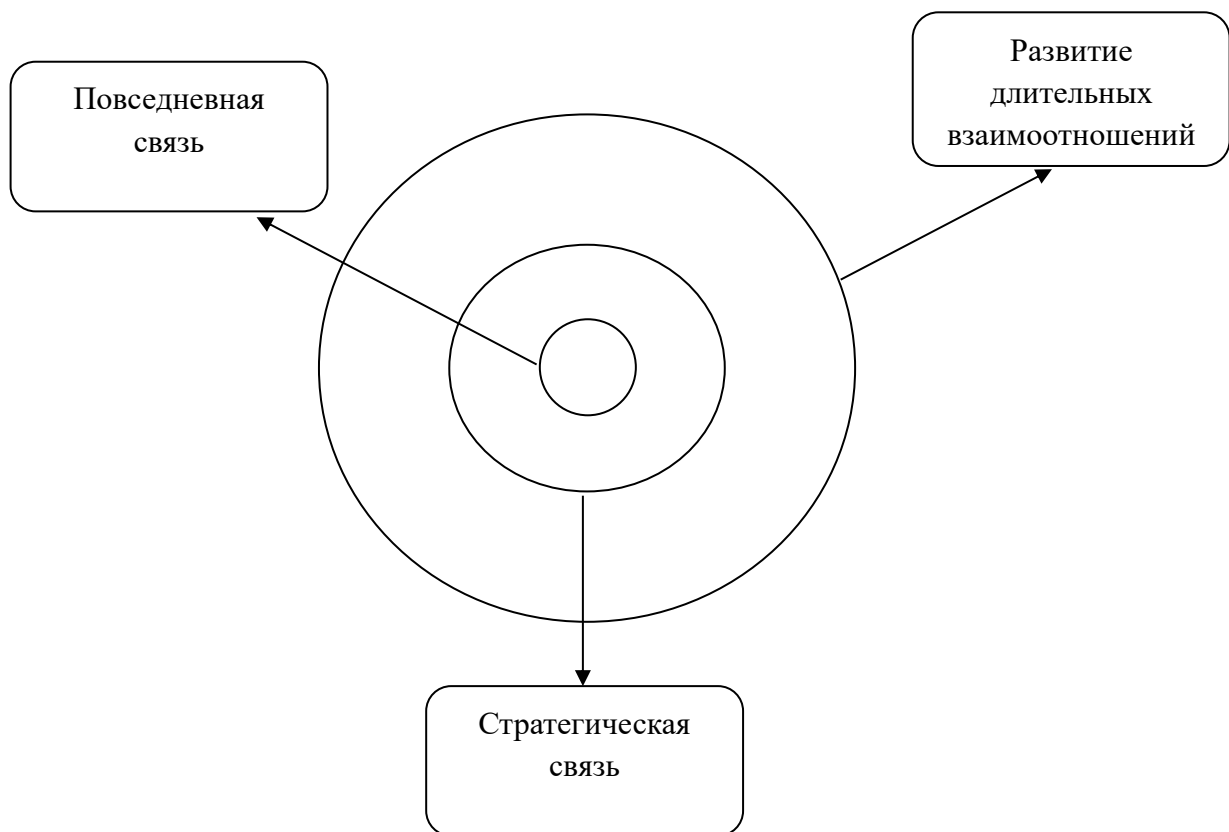 Повседневная
связь
Развитие
длительных
взаимоотношений
Стратегическая
связь